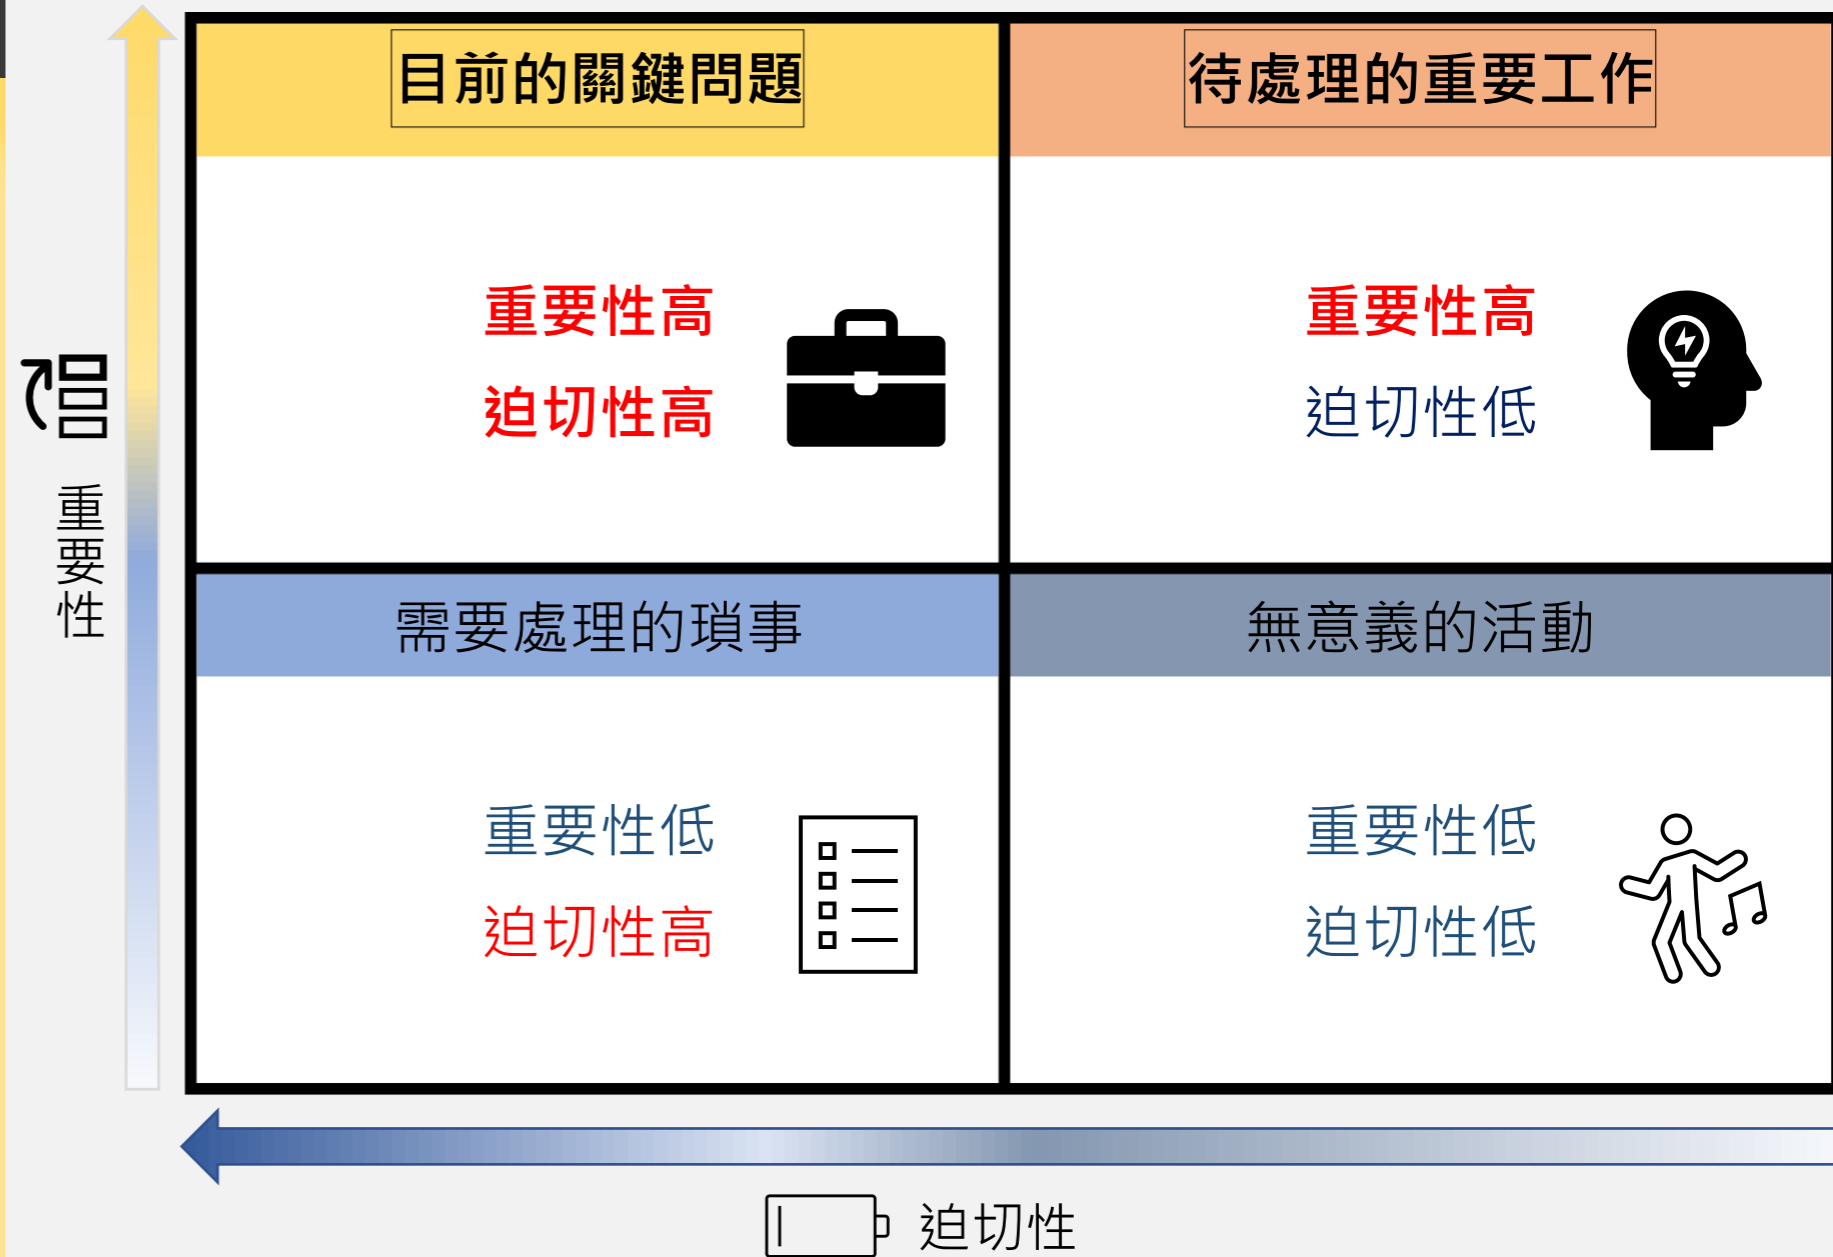 目前的關鍵問題
待處理的重要工作
重要性高
迫切性高
重要性高
迫切性低
重要性
需要處理的瑣事
無意義的活動
重要性低
迫切性高
重要性低
迫切性低
迫切性